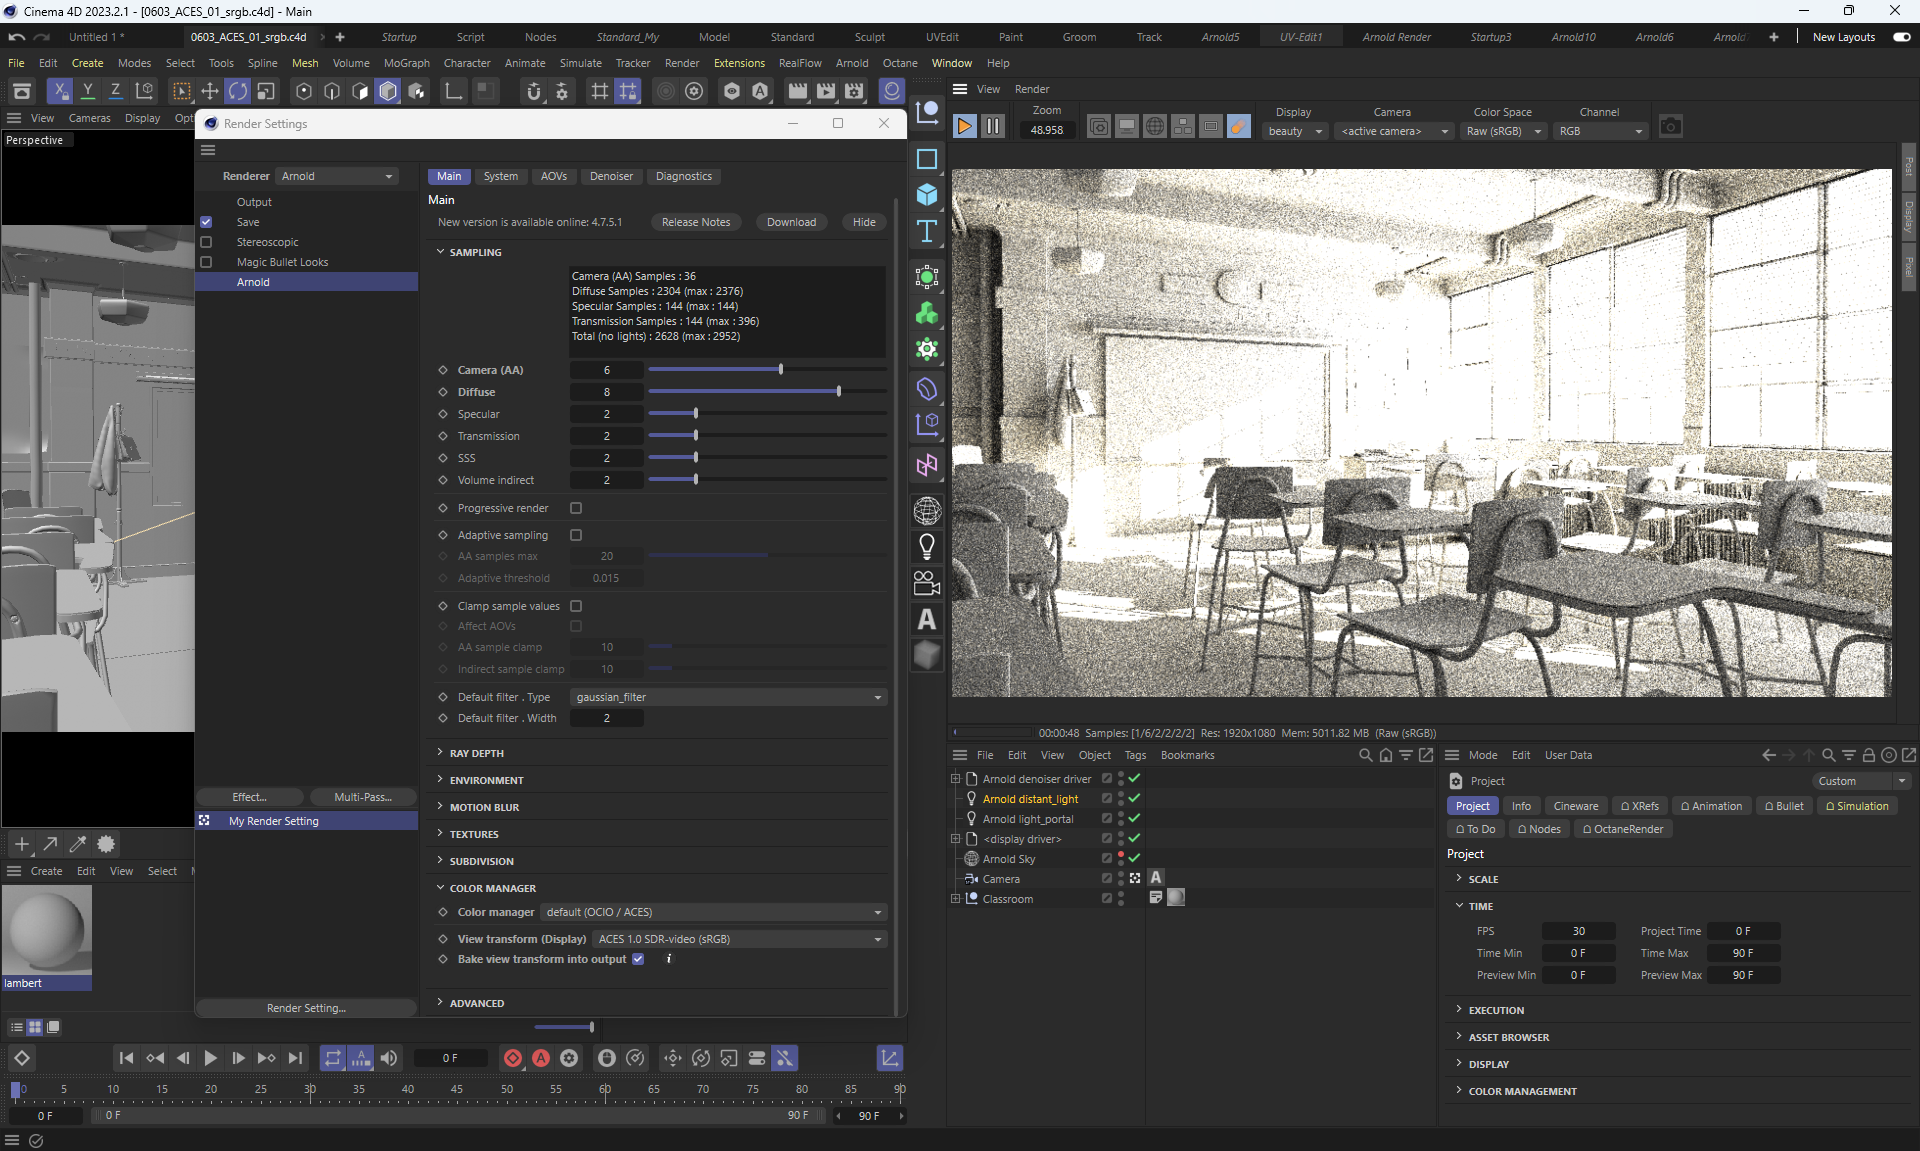 Cinema 4D 2023.2.1 - [0603_ACES_01_srgb.c4d] - Main
Untitled 1 *
0603_ACES_01_srgb.c4d
Startup Script Nodes Standard_My Model Standard Sculpt UVEdit Paint Groom Track Arnold5 UV-Edit1 Arnold Render Startup3 Arnold10 Arnold6 Arnold New Layouts
File Edit Create Modes Select Tools Spline Mesh Volume MoGraph Character Animate Simulate Tracker Render Extensions RealFlow Arnold Octane Window Help
X Y Z
View Cameras Display Opt
Perspective
Render Settings
Renderer Arnold
Output
Save
Stereoscopic
Magic Bullet Looks
Arnold
Effect... Multi-Pass...
My Render Setting
Render Setting...
Main System AOVs Denoiser Diagnostics
Main
New version is available online: 4.7.5.1 Release Notes Download Hide
SAMPLING
Camera (AA) Samples : 36
Diffuse Samples : 2304 (max : 2376)
Specular Samples : 144 (max : 144)
Transmission Samples : 144 (max : 396)
Total (no lights) : 2628 (max : 2952)
Camera (AA) 6
Diffuse 8
Specular 2
Transmission 2
SSS 2
Volume indirect 2
Progressive render
Adaptive sampling
AA samples max 20
Adaptive threshold 0.015
Clamp sample values
Affect AOVs
AA sample clamp 10
Indirect sample clamp 10
Default filter . Type gaussian_filter
Default filter . Width 2
RAY DEPTH
ENVIRONMENT
MOTION BLUR
TEXTURES
SUBDIVISION
COLOR MANAGER
Color manager default (OCIO / ACES)
View transform (Display) ACES 1.0 SDR-video (sRGB)
Bake view transform into output
ADVANCED
View Render
Zoom Display Camera Color Space Channel
48.958 beauty <active camera> Raw (sRGB) RGB
Post
Display
Pixel
00:00:48 Samples: [1/6/2/2/2/2] Res: 1920x1080 Mem: 5011.82 MB (Raw (sRGB))
File Edit View Object Tags Bookmarks
Arnold denoiser driver
Arnold distant_light
Arnold light_portal
<display driver>
Arnold Sky
Camera
Classroom
Mode Edit User Data
Project Custom
Project Info Cineware XRefs Animation Bullet Simulation
To Do Nodes OctaneRender
Project
SCALE
TIME
FPS 30 Project Time 0 F
Time Min 0 F Time Max 90 F
Preview Min 0 F Preview Max 90 F
EXECUTION
ASSET BROWSER
DISPLAY
COLOR MANAGEMENT
Create Edit View Select
lambert
0 F
0 5 10 15 20 25 30 35 40 45 50 55 60 65 70 75 80 85 90
0 F 0 F 90 F 90 F